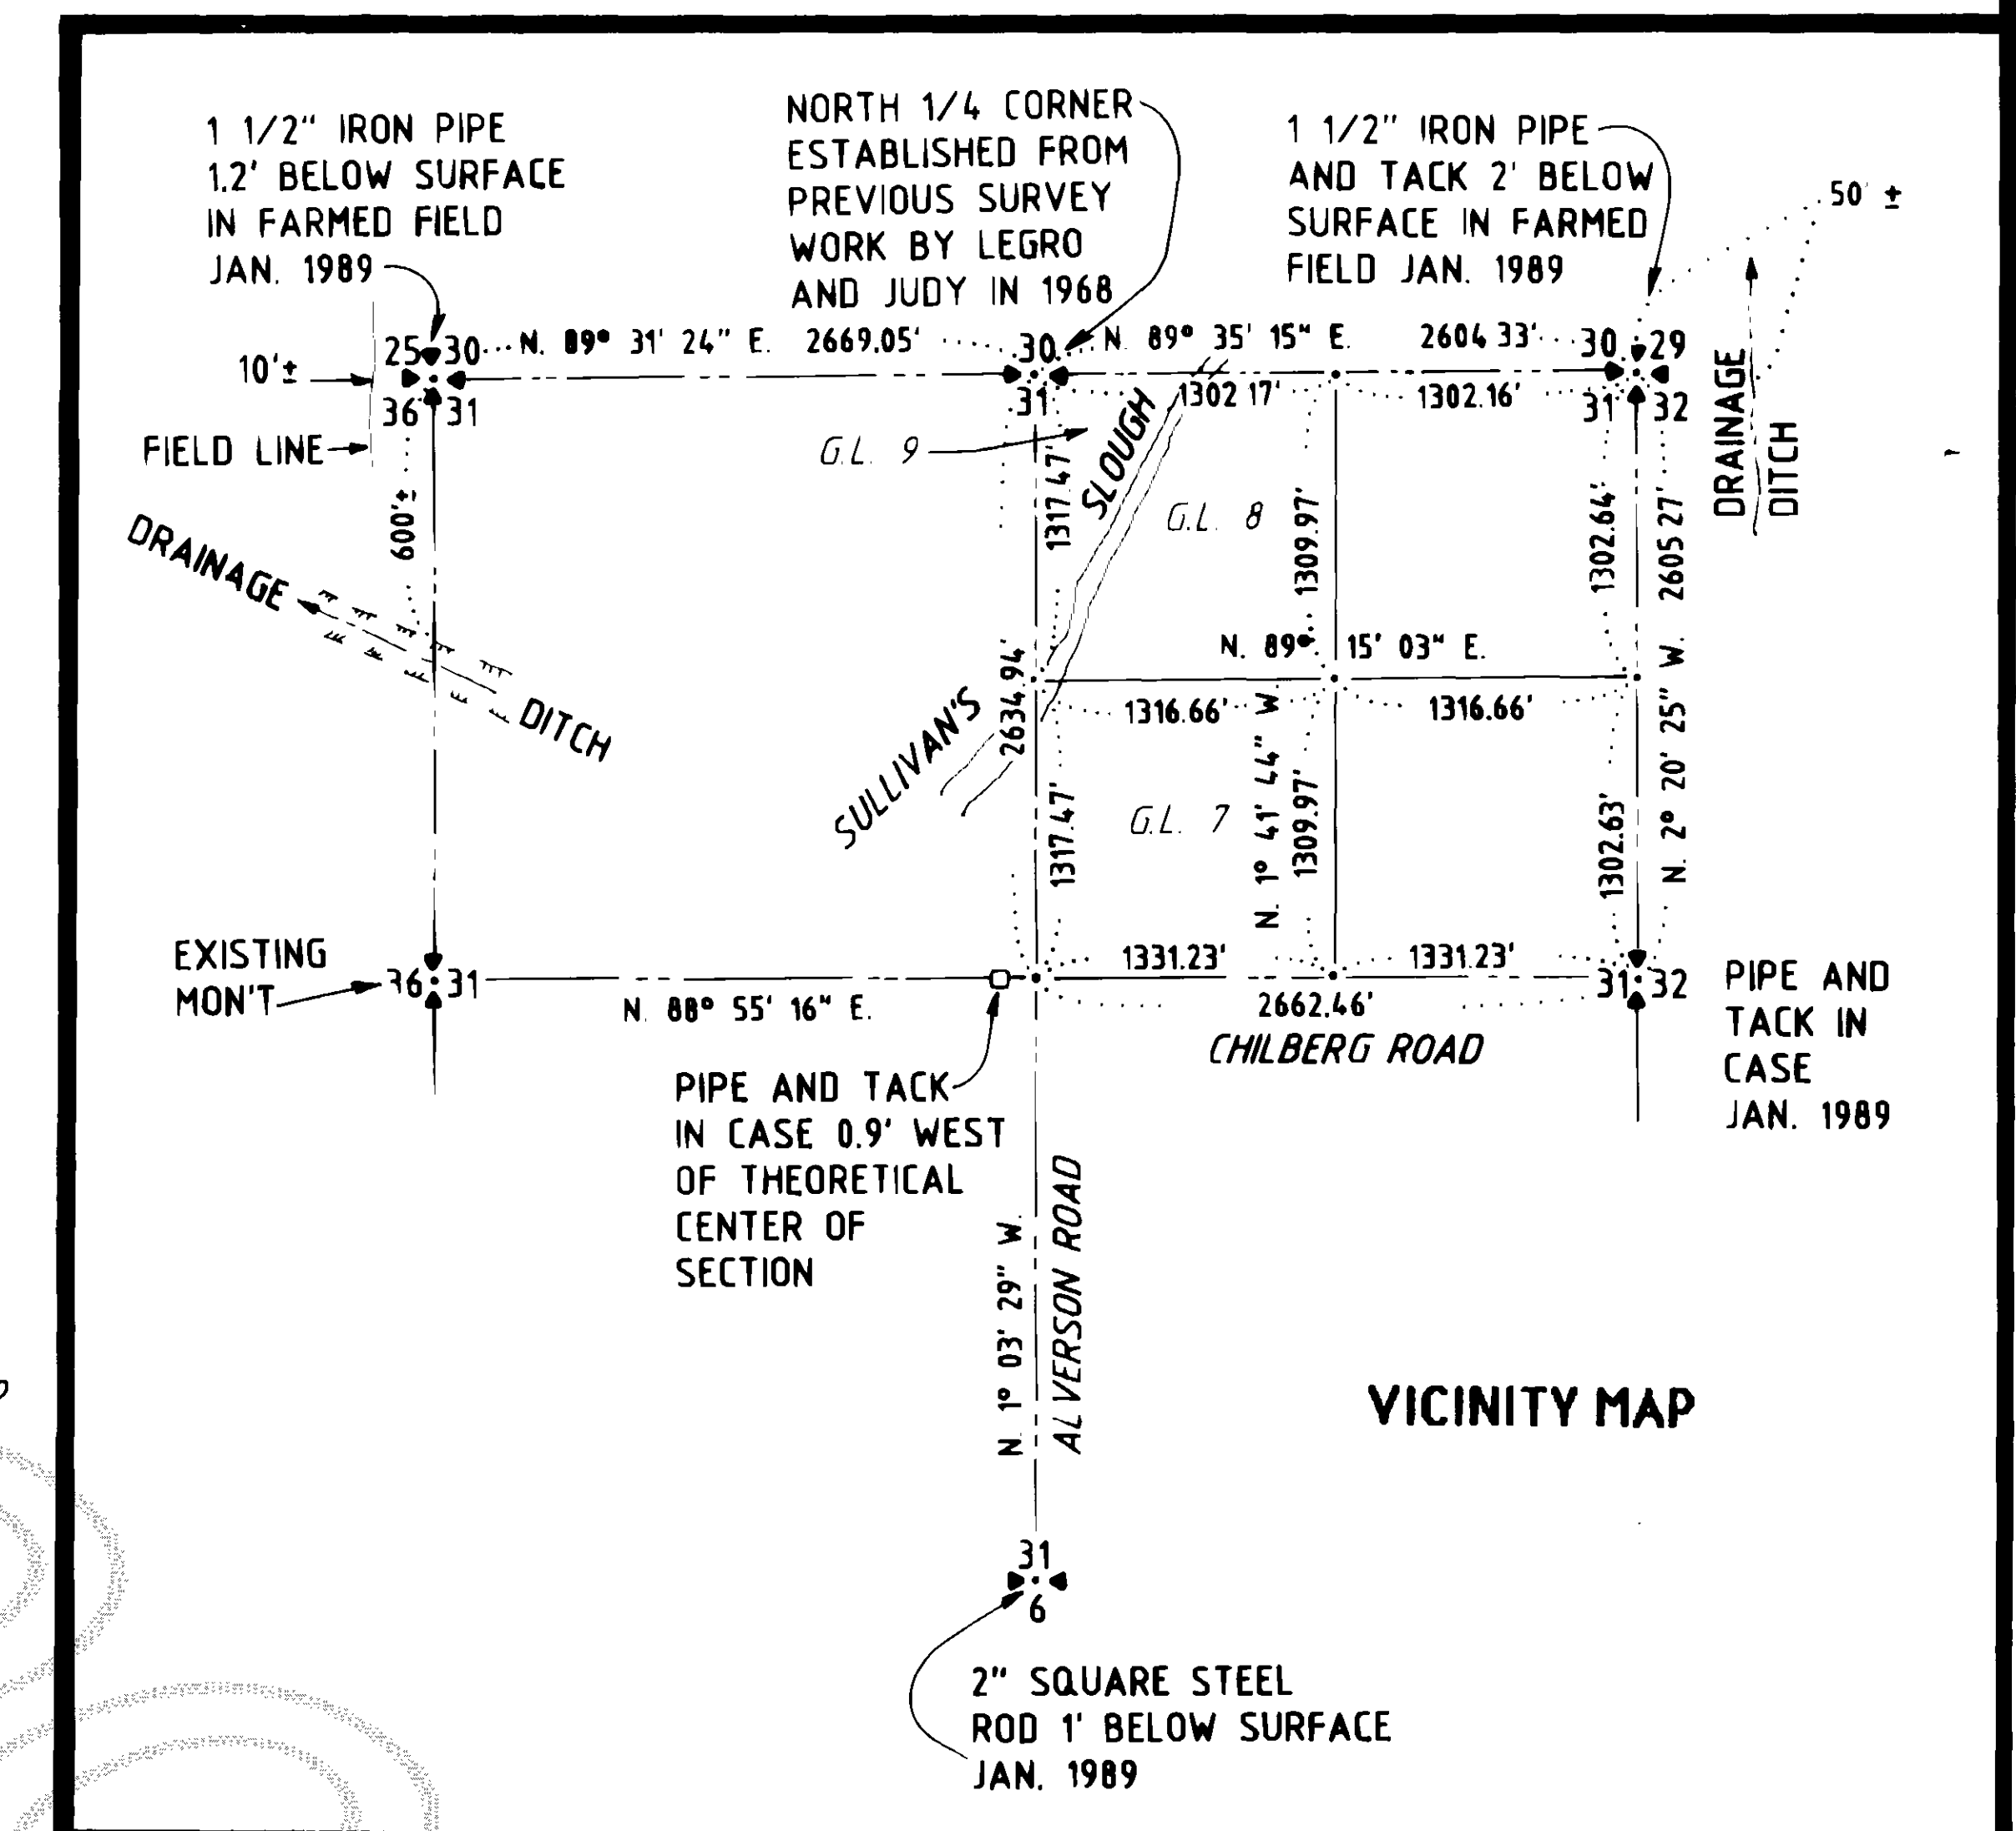 1 1/2" IRON PIPE
1.2' BELOW SURFACE
IN FARMED FIELD
JAN. 1989
NORTH 1/4 CORNER
ESTABLISHED FROM
PREVIOUS SURVEY
WORK BY LEGRO
AND JUDY IN 1968
1 1/2" IRON PIPE
AND TACK 2' BELOW
SURFACE IN FARMED
FIELD JAN. 1989
50' ±
10'±
25 30
36 31
N. 89° 31' 24" E. 2669.05'
30
31
N. 89° 35' 15" E. 2604.33'
1302.17'
1302.16'
30 29
31 32
DRAINAGE
DITCH
FIELD LINE
600'±
DRAINAGE
DITCH
G.L. 9
SULLIVAN'S
SLOUGH
G.L. 8
1317.47'
2634.94'
1317.47'
1309.97'
1302.64'
2605.27'
N. 2° 20' 25" W.
N. 89° 15' 03" E.
1316.66'
1316.66'
G.L. 7
N. 1° 41' 44" W.
1309.97'
1302.63'
EXISTING
MON'T
36 31
N. 88° 55' 16" E.
1331.23'
1331.23'
2662.46'
CHILBERG ROAD
31 32
PIPE AND
TACK IN
CASE
JAN. 1989
PIPE AND TACK
IN CASE 0.9' WEST
OF THEORETICAL
CENTER OF
SECTION
N. 1° 03' 29" W.
ALVERSON ROAD
VICINITY MAP
31
6
2" SQUARE STEEL
ROD 1' BELOW SURFACE
JAN. 1989